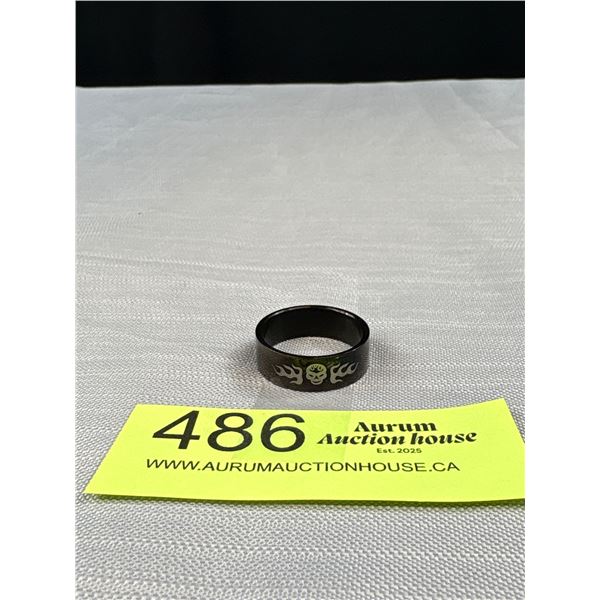 486
Aurum
Auction house
Est. 2025
WWW.AURUMAUCTIONHOUSE.CA